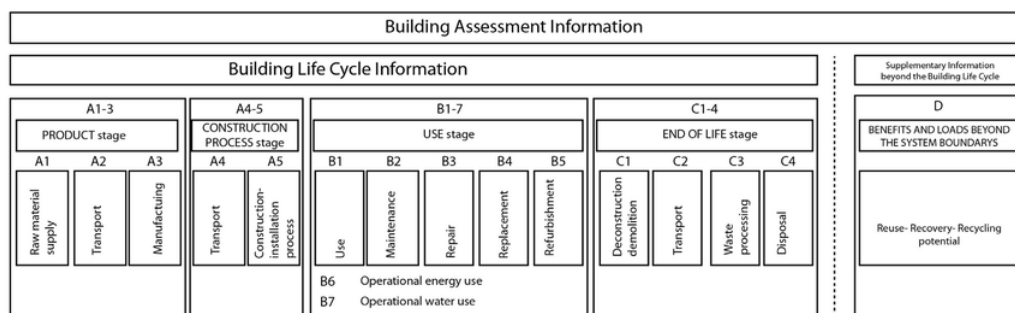 Building Assessment Information
Building Life Cycle Information
Supplementary Information
beyond the Building Life Cycle
A1-3
PRODUCT stage
A1 A2 A3
Raw material
supply
Transport
Manufactuing
A4-5
CONSTRUCTION
PROCESS stage
A4 A5
Transport
Construction-
installation
process
B1-7
USE stage
B1 B2 B3 B4 B5
Use
Maintenance
Repair
Replacement
Refurbishment
B6 Operational energy use
B7 Operational water use
C1-4
END OF LIFE stage
C1 C2 C3 C4
Deconstruction
demolition
Transport
Waste
processing
Disposal
D
BENEFITS AND LOADS BEYOND
THE SYSTEM BOUNDARYS
Reuse- Recovery- Recycling
potential